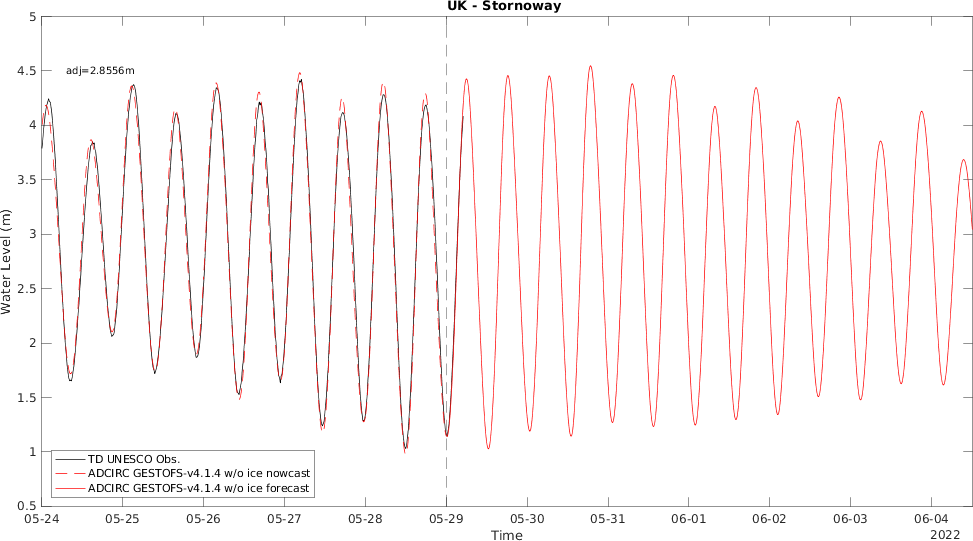 UK - Stornoway
adj=2.8556m
Water Level (m)
5
4.5
4
3.5
3
2.5
2
1.5
1
0.5
TD UNESCO Obs.
ADCIRC GESTOFS-v4.1.4 w/o ice nowcast
ADCIRC GESTOFS-v4.1.4 w/o ice forecast
05-24 05-25 05-26 05-27 05-28 05-29 05-30 05-31 06-01 06-02 06-03 06-04
2022
Time